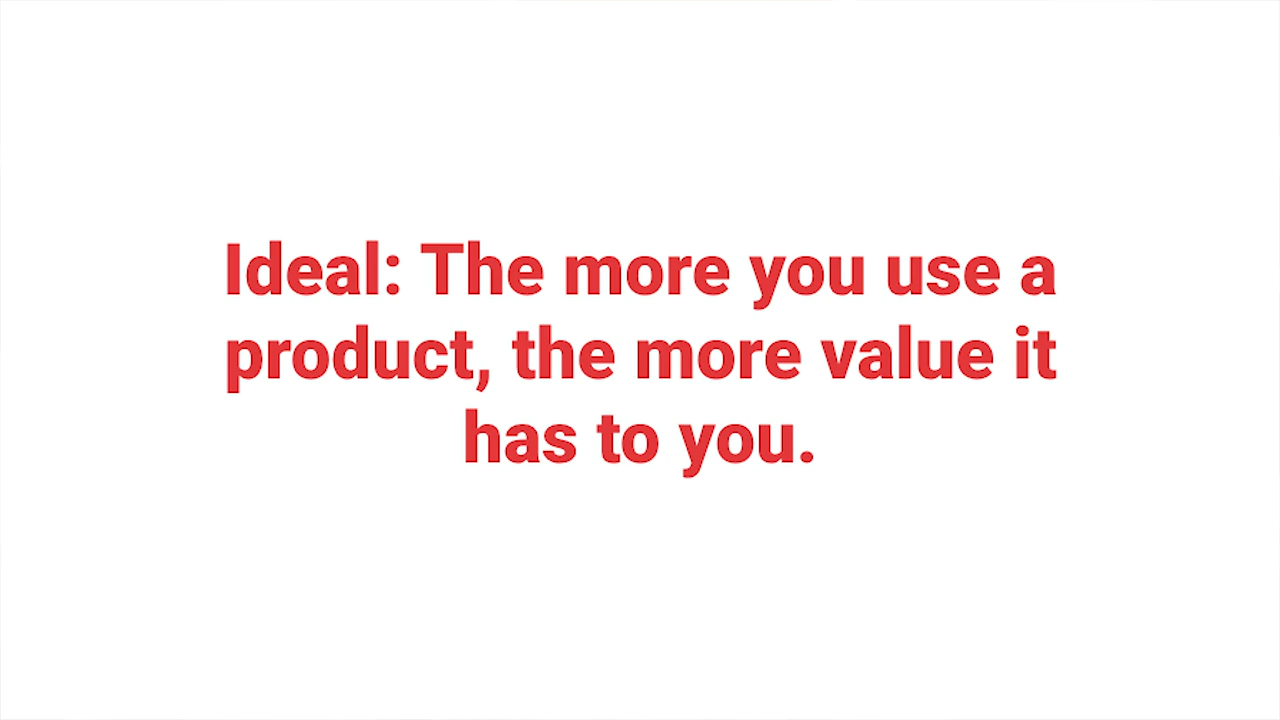 Ideal: The more you use a
product, the more value it
has to you.